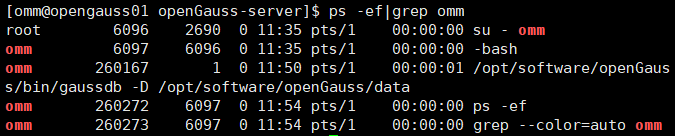 [omm@opengauss01 openGauss-server]$ ps -ef|grep omm
root 6096 2690 0 11:35 pts/1 00:00:00 su - omm
omm 6097 6096 0 11:35 pts/1 00:00:00 -bash
omm 260167 1 0 11:50 pts/1 00:00:01 /opt/software/openGaus
s/bin/gaussdb -D /opt/software/openGauss/data
omm 260272 6097 0 11:54 pts/1 00:00:00 ps -ef
omm 260273 6097 0 11:54 pts/1 00:00:00 grep --color=auto omm